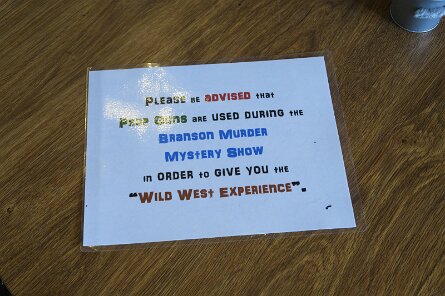 Please be advised that
Prop Guns are used during the
Branson Murder
Mystery Show
in order to give you the
"Wild West Experience".